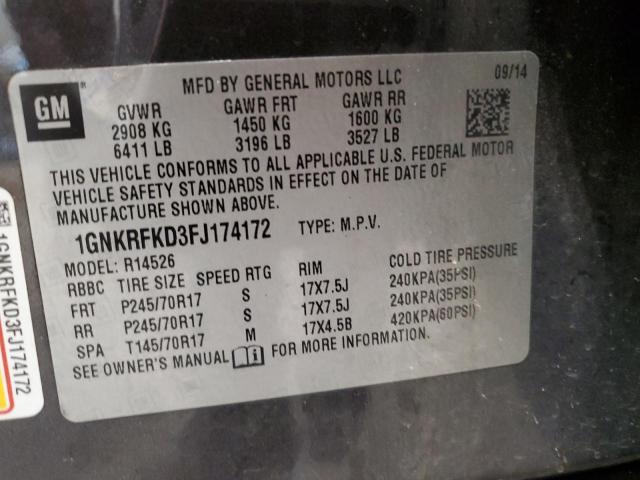 GM
MFD BY GENERAL MOTORS LLC 09/14
GVWR GAWR FRT GAWR RR
2908 KG 1450 KG 1600 KG
6411 LB 3196 LB 3527 LB
THIS VEHICLE CONFORMS TO ALL APPLICABLE U.S. FEDERAL MOTOR
VEHICLE SAFETY STANDARDS IN EFFECT ON THE DATE OF
MANUFACTURE SHOWN ABOVE.
1GNKRFKD3FJ174172 TYPE: M.P.V.
MODEL: R14526
RBBC TIRE SIZE SPEED RTG RIM COLD TIRE PRESSURE
FRT P245/70R17 S 17X7.5J 240KPA(35PSI)
RR P245/70R17 S 17X7.5J 240KPA(35PSI)
SPA T145/70R17 M 17X4.5B 420KPA(60PSI)
SEE OWNER'S MANUAL FOR MORE INFORMATION.
1GNKRFKD3FJ174172